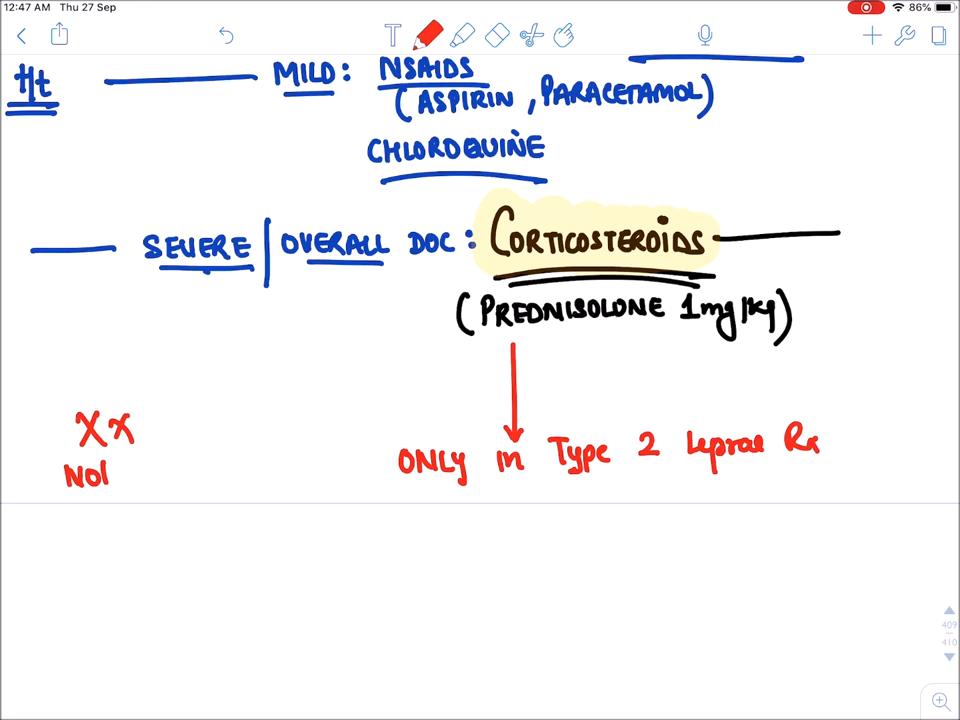 12:47 AM Thu 27 Sep 86%
T
Ht MILD: NSAIDS
(ASPIRIN, PARACETAMOL)
CHLOROQUINE
SEVERE | OVERALL DOC: CORTICOSTEROIDS
(PREDNISOLONE 1mg/kg)
XX
NOL
ONLY in Type 2 Leprae Rx
409
410